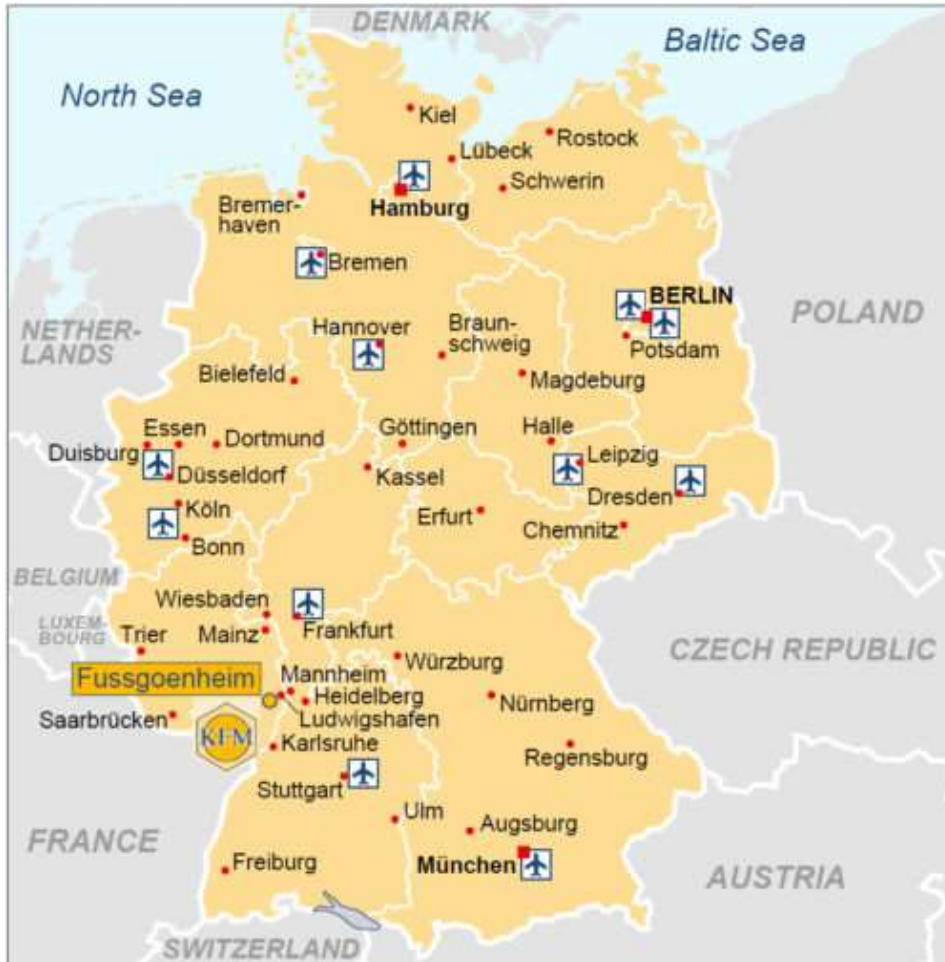 DENMARK
Baltic Sea
North Sea
Kiel
Rostock
Lübeck
Schwerin
Hamburg
Bremer-
haven
Bremen
BERLIN
POLAND
NETHER-
LANDS
Hannover
Braun-
schweig
Potsdam
Bielefeld
Magdeburg
Essen
Dortmund
Göttingen
Halle
Duisburg
Leipzig
Düsseldorf
Kassel
Dresden
Köln
Erfurt
Chemnitz
Bonn
BELGIUM
Wiesbaden
LUXEM-
BOURG
Trier
Mainz
Frankfurt
Würzburg
CZECH REPUBLIC
Fussgoenheim
Mannheim
Heidelberg
Nürnberg
Saarbrücken
Ludwigshafen
KFM
Karlsruhe
Regensburg
Stuttgart
Ulm
Augsburg
FRANCE
Freiburg
München
AUSTRIA
SWITZERLAND